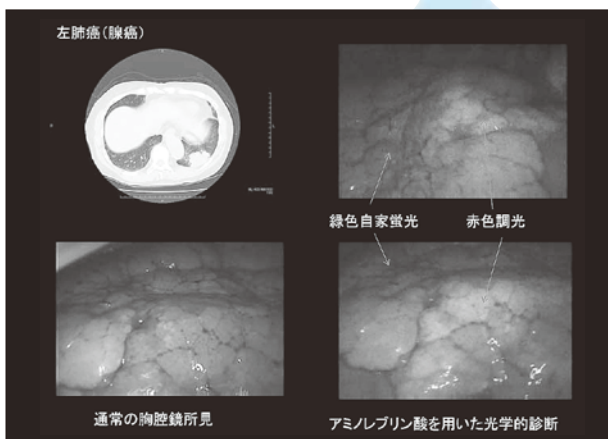 左肺癌(腺癌)
緑色自家蛍光
赤色調光
通常の胸腔鏡所見
アミノレブリン酸を用いた光学的診断